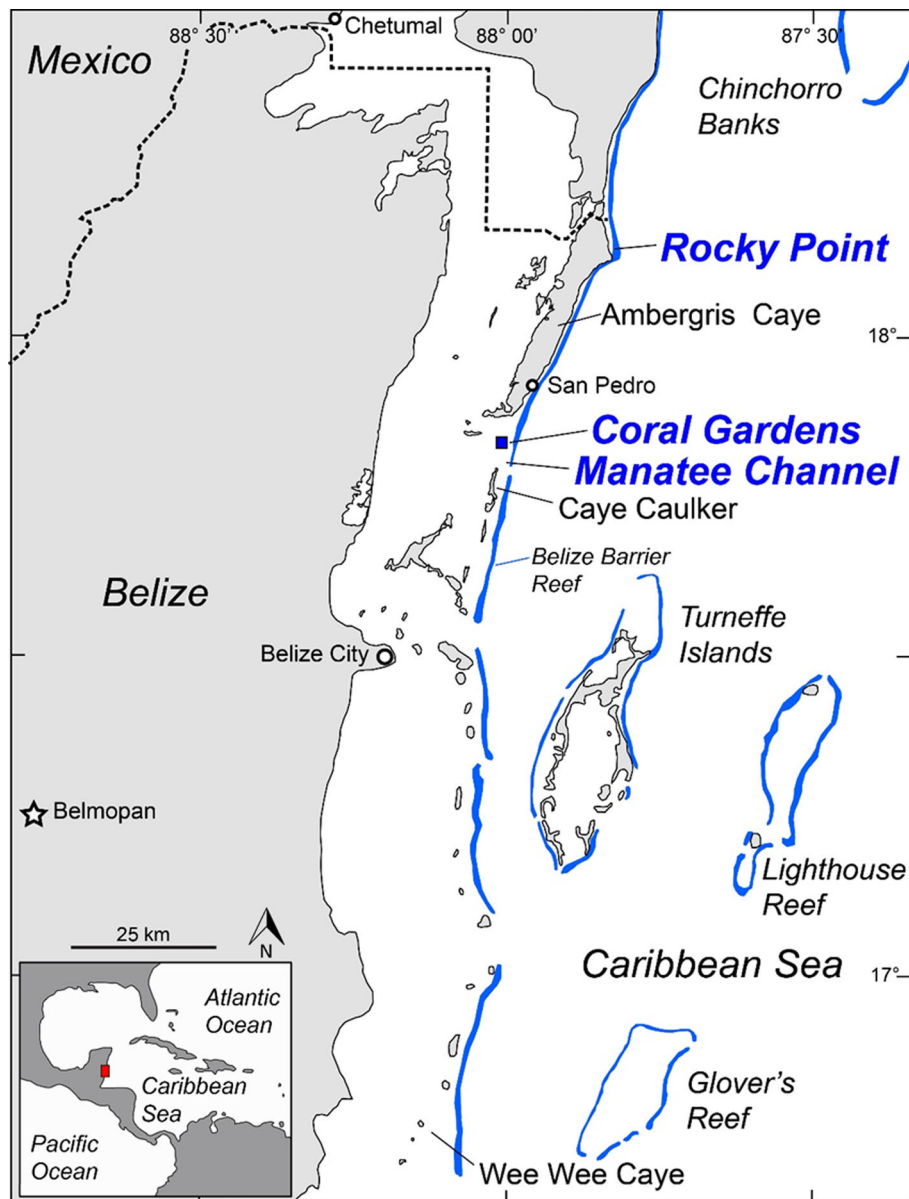 88° 30'
Chetumal
88° 00'
87° 30'
Mexico
Chinchorro
Banks
Rocky Point
Ambergris Caye
18°
San Pedro
Coral Gardens
Manatee Channel
Caye Caulker
Belize Barrier
Reef
Belize
Turneffe
Islands
Belize City
Belmopan
Lighthouse
Reef
25 km
N
Caribbean Sea
17°
Atlantic
Ocean
Caribbean
Sea
Pacific
Ocean
Glover's
Reef
Wee Wee Caye